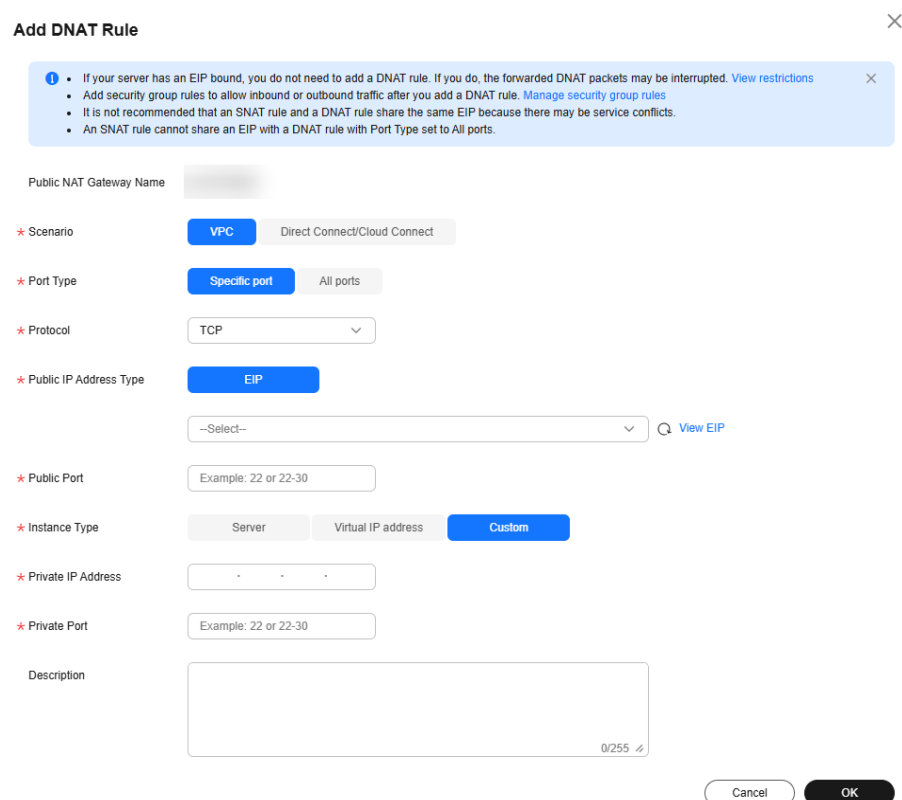 Add DNAT Rule
• If your server has an EIP bound, you do not need to add a DNAT rule. If you do, the forwarded DNAT packets may be interrupted. View restrictions
• Add security group rules to allow inbound or outbound traffic after you add a DNAT rule. Manage security group rules
• It is not recommended that an SNAT rule and a DNAT rule share the same EIP because there may be service conflicts.
• An SNAT rule cannot share an EIP with a DNAT rule with Port Type set to All ports.
Public NAT Gateway Name
* Scenario VPC Direct Connect/Cloud Connect
* Port Type Specific port All ports
* Protocol TCP
* Public IP Address Type EIP
--Select-- View EIP
* Public Port Example: 22 or 22-30
* Instance Type Server Virtual IP address Custom
* Private IP Address . . .
* Private Port Example: 22 or 22-30
Description
0/255
Cancel OK